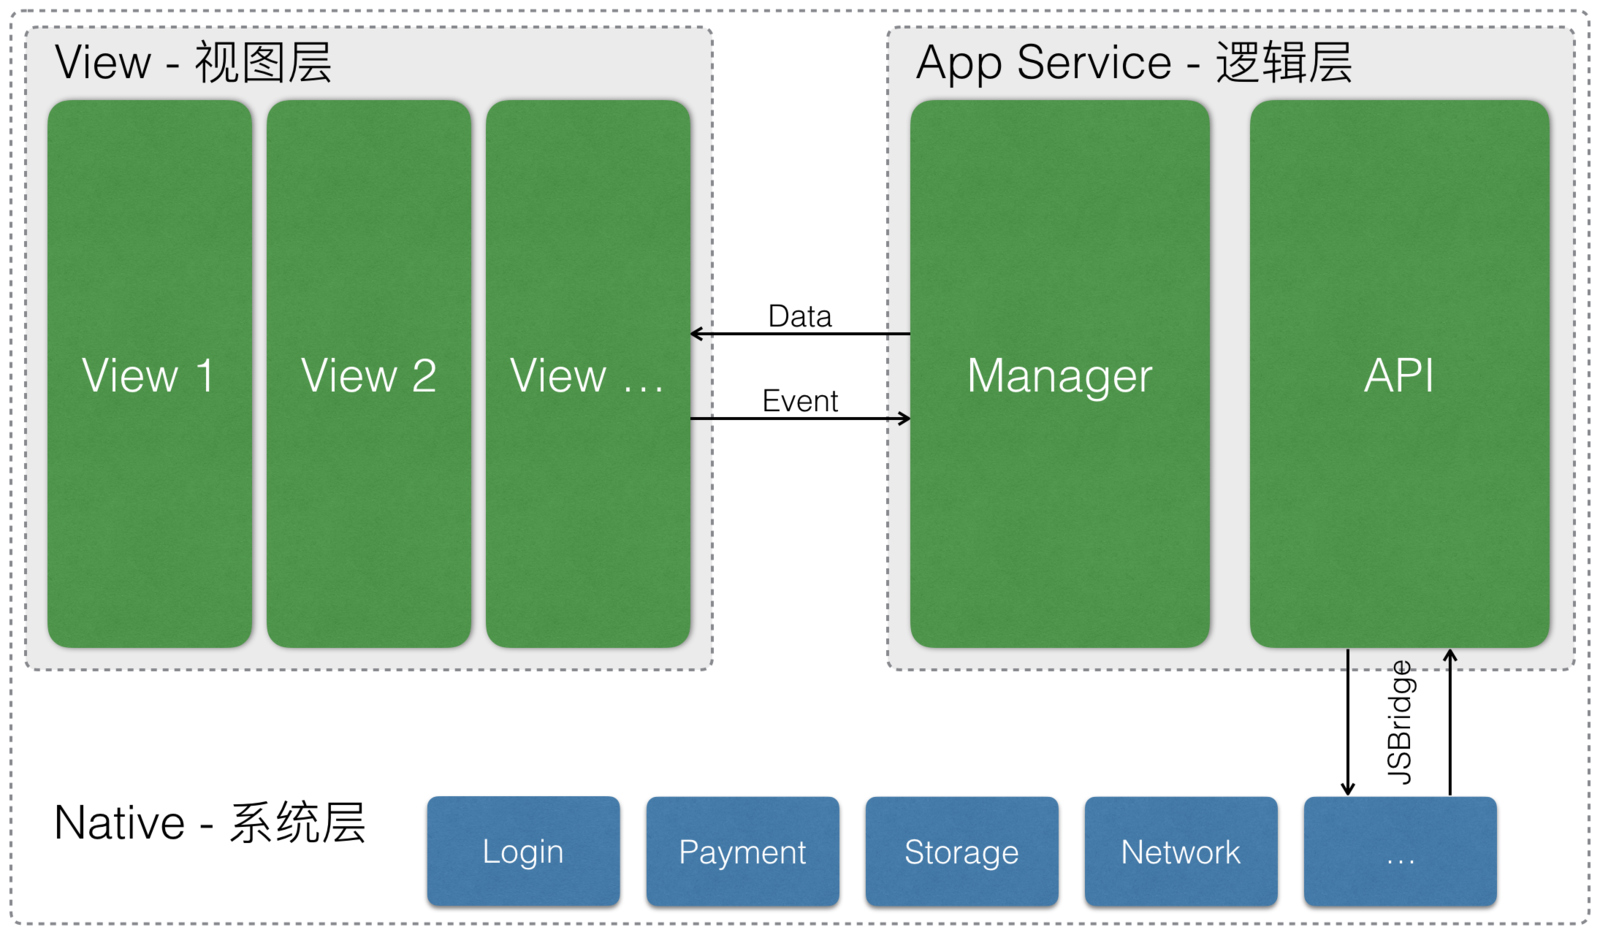 View - 视图层
View 1
View 2
View ...
Data
Event
App Service - 逻辑层
Manager
API
JSBridge
Native - 系统层
Login
Payment
Storage
Network
...